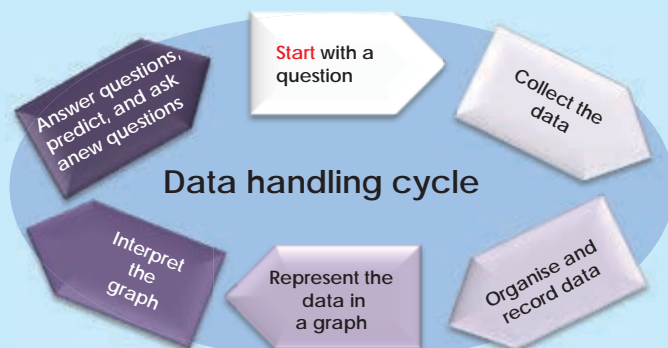 Start with a
question
Collect the
data
Organise and
record data
Represent the
data in
a graph
Interpret
the
graph
Answer questions,
predict, and ask
anew questions
Data handling cycle